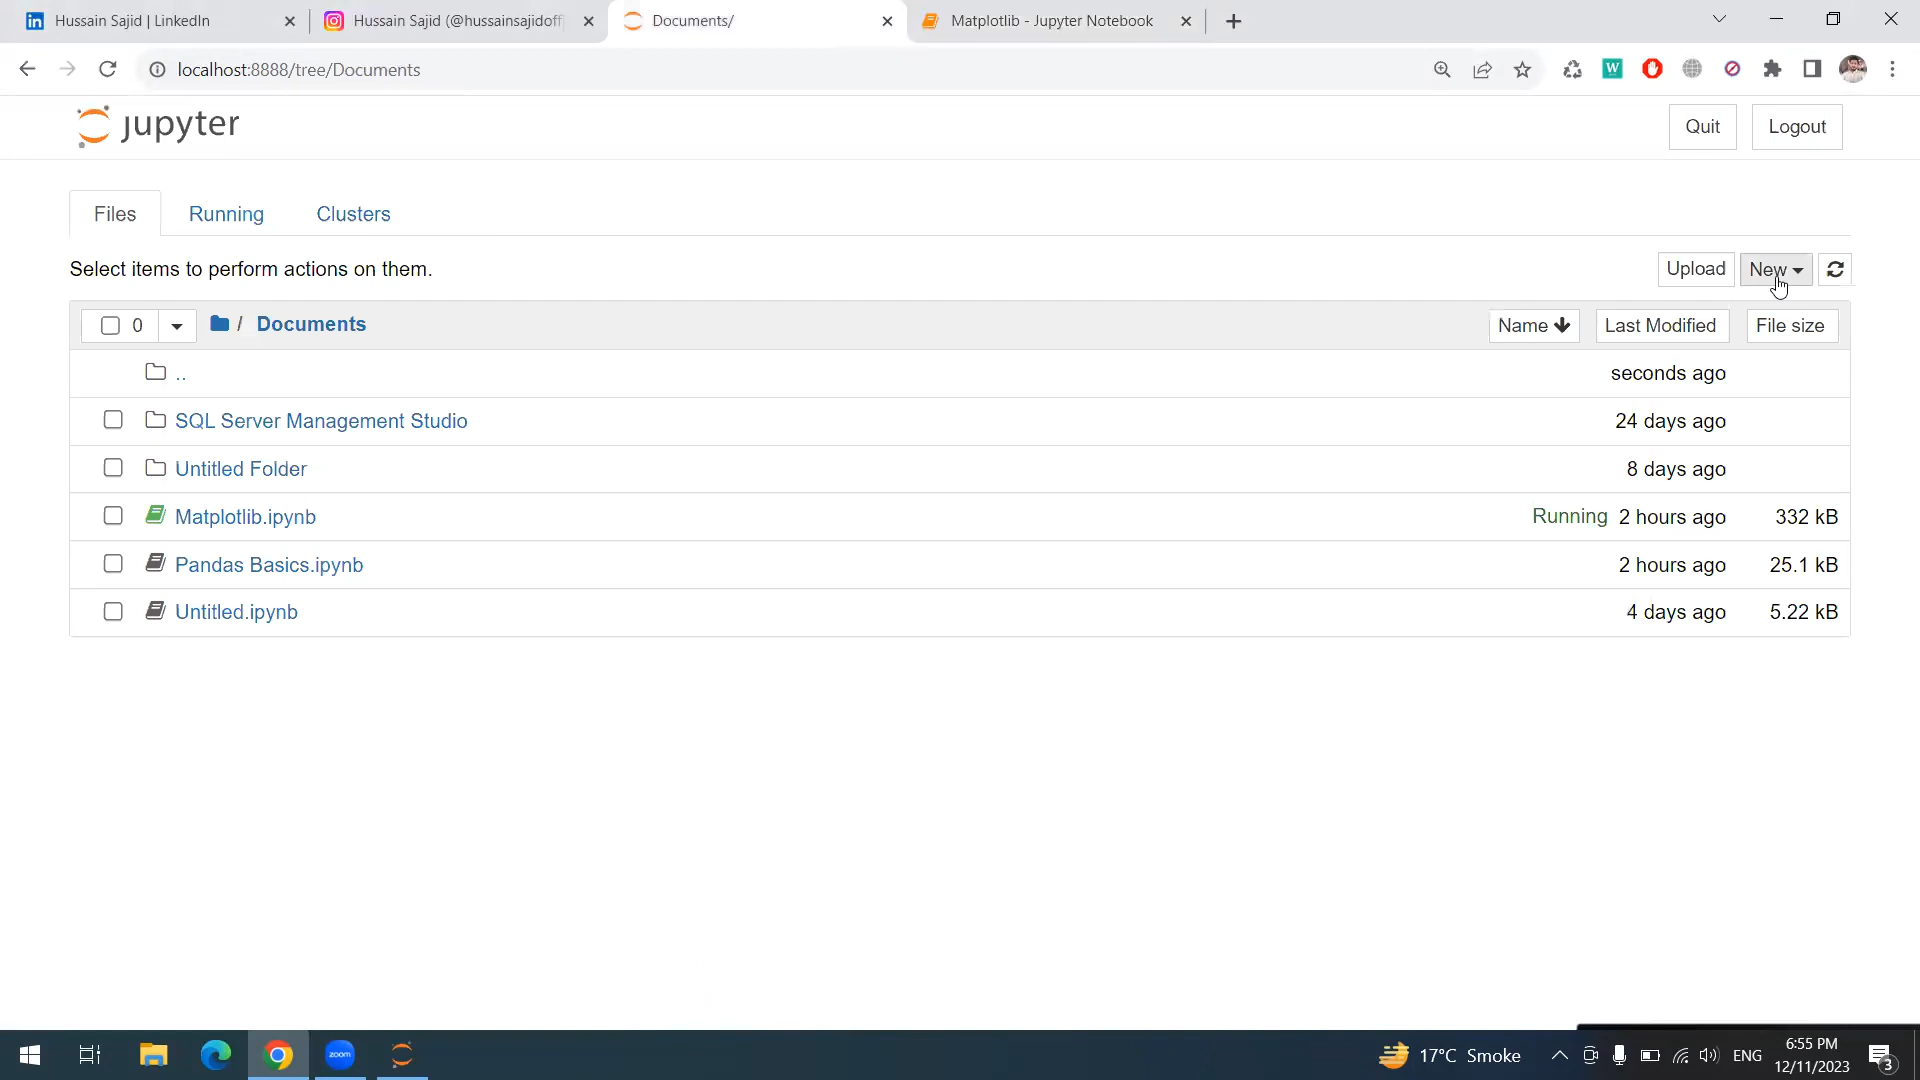 Hussain Sajid | LinkedIn
Hussain Sajid (@hussainsajidoff
Documents/
Matplotlib - Jupyter Notebook
localhost:8888/tree/Documents
W
jupyter
Quit
Logout
Files
Running
Clusters
Select items to perform actions on them.
Upload
New
0
/ Documents
Name
Last Modified
File size
..
seconds ago
SQL Server Management Studio
24 days ago
Untitled Folder
8 days ago
Matplotlib.ipynb
Running 2 hours ago 332 kB
Pandas Basics.ipynb
2 hours ago 25.1 kB
Untitled.ipynb
4 days ago 5.22 kB
zoom
17°C Smoke
ENG
6:55 PM
12/11/2023
3